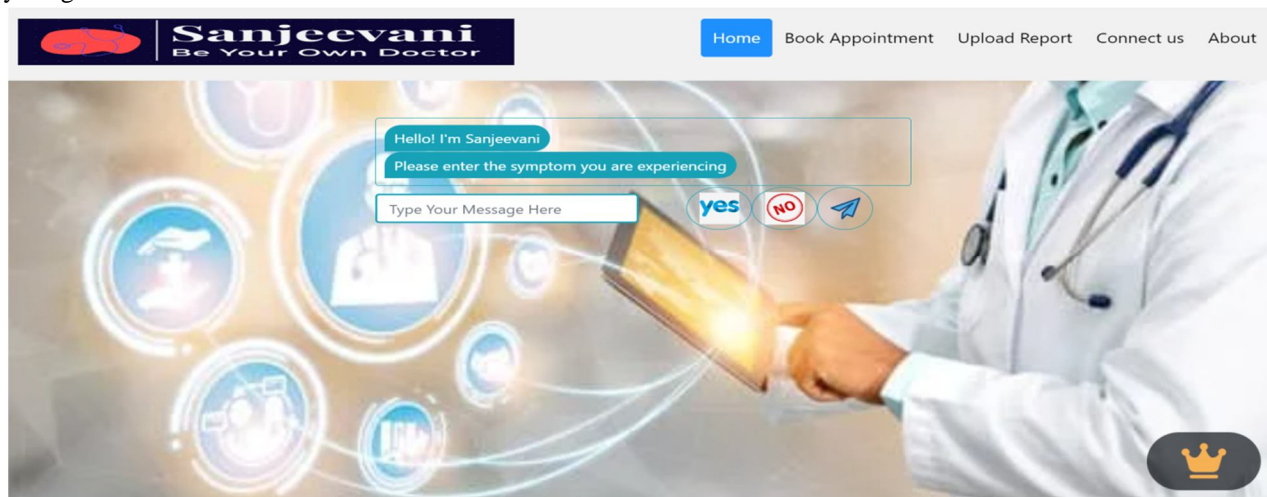 Sanjeevani
Be Your Own Doctor
Home Book Appointment Upload Report Connect us About
Hello! I'm Sanjeevani
Please enter the symptom you are experiencing
Type Your Message Here
yes NO